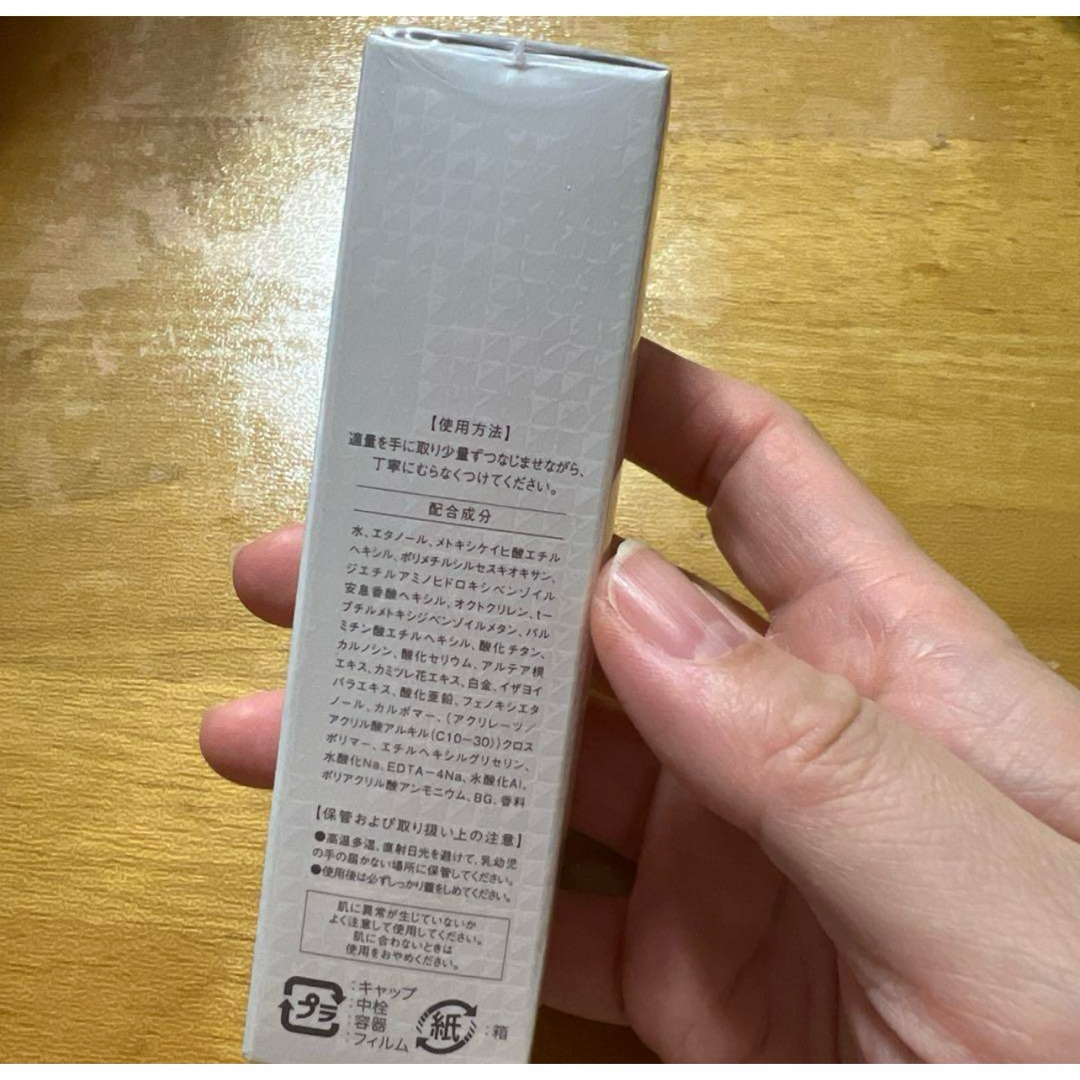 【使用方法】
適量を手に取り少量ずつなじませながら、
丁寧にむらなくつけてください。
配合成分
水、エタノール、メトキシケイヒ酸エチル
ヘキシル、ポリメチルシルセスキオキサン、
ジエチルアミノヒドロキシベンゾイル
安息香酸ヘキシル、オクトクリレン、t－
ブチルメトキシジベンゾイルメタン、パル
ミチン酸エチルヘキシル、酸化チタン、
カルノシン、酸化セリウム、アルテア根
エキス、カミツレ花エキス、白金、イザヨイ
バラエキス、酸化亜鉛、フェノキシエタ
ノール、カルボマー、（アクリレーツ／
アクリル酸アルキル(C10－30)）クロス
ポリマー、エチルヘキシルグリセリン、
水酸化Na、EDTA－4Na、水酸化Al、
ポリアクリル酸アンモニウム、BG、香料
【保管および取り扱い上の注意】
●高温多湿、直射日光を避けて、乳幼児
の手の届かない場所に保管してください。
●使用後は必ずしっかり蓋をしめてください。
肌に異常が生じていないか
よく注意して使用してください。
肌に合わないときは
使用をおやめください。
プラ
：キャップ
：中栓
：容器
：フィルム
紙
：箱